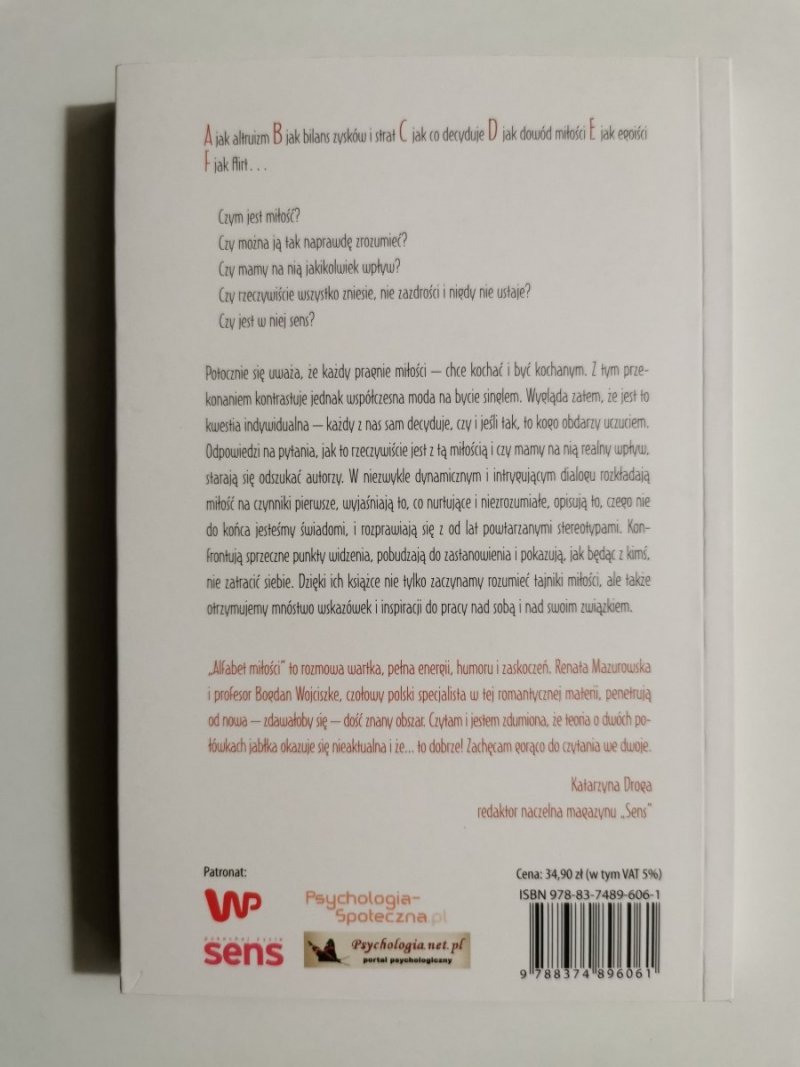 A jak altruizm B jak bilans zysków i strat C jak co decyduje D jak dowód miłości E jak egoiści
F jak flirt...
Czym jest miłość?
Czy można ją tak naprawdę zrozumieć?
Czy mamy na nią jakikolwiek wpływ?
Czy rzeczywiście wszystko zniesie, nie zazdrości i nigdy nie ustaje?
Czy jest w niej sens?
Potocznie się uważa, że każdy pragnie miłości – chce kochać i być kochanym. Z tym prze-
konaniem kontrastuje jednak współczesna moda na bycie singlem. Wygląda zatem, że jest to
kwestia indywidualna – każdy z nas sam decyduje, czy i jeśli tak, to kogo obdarzy uczuciem.
Odpowiedzi na pytania, jak to rzeczywiście jest z tą miłością i czy mamy na nią realny wpływ,
starają się odszukać autorzy. W niezwykle dynamicznym i intrygującym dialogu rozkładają
miłość na czynniki pierwsze, wyjaśniają to, co nurtujące i niezrozumiałe, opisują to, czego nie
do końca jesteśmy świadomi, i rozprawiają się z od lat powtarzanymi stereotypami. Kon-
frontują sprzeczne punkty widzenia, pobudzają do zastanowienia i pokazują, jak będąc z kimś,
nie zatracić siebie. Dzięki ich książce nie tylko zaczynamy rozumieć tajniki miłości, ale także
otrzymujemy mnóstwo wskazówek i inspiracji do pracy nad sobą i nad swoim związkiem.
„Alfabet miłości” to rozmowa wartka, pełna energii, humoru i zaskoczeń. Renata Mazurowska
i profesor Bogdan Wojciszke, czołowy polski specjalista w tej romantycznej materii, penetrują
od nowa – zdawałoby się – dość znany obszar. Czytam i jestem zdumiona, że teoria o dwóch po-
łówkach jabłka okazuje się nieaktualna i że... to dobrze! Zachęcam gorąco do czytania we dwoje.
Katarzyna Droga
redaktor naczelna magazynu „Sens”
Patronat:
WP
Psychologia-
Społeczna.pl
pokochaj życie
sens
Psychologia.net.pl
portal psychologiczny
Cena: 34,90 zł (w tym VAT 5%)
ISBN 978-83-7489-606-1
9 788374 896061